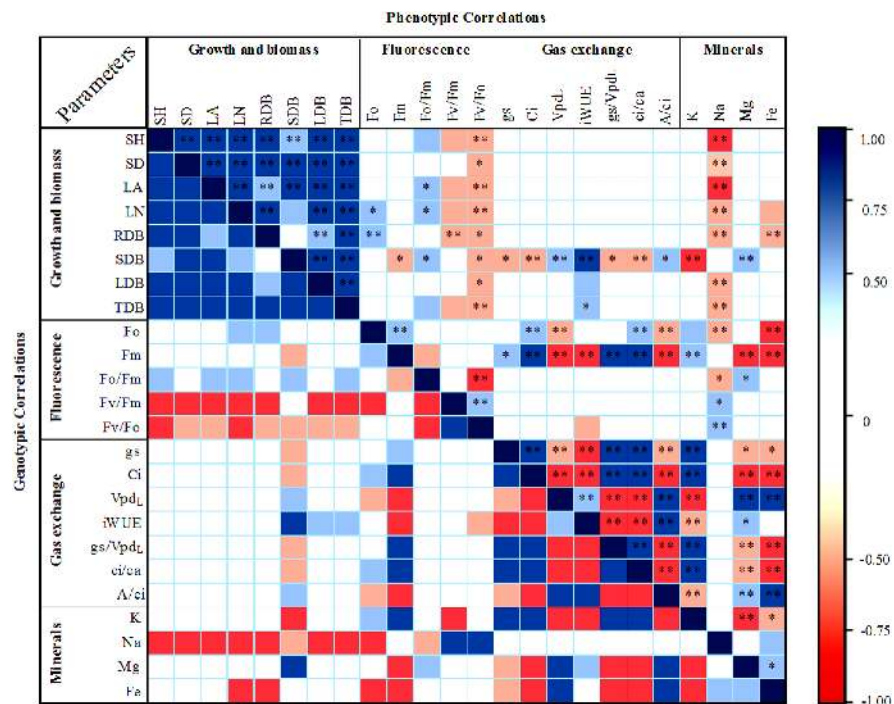 Phenotypic Correlations
Parameters
Growth and biomass Fluorescence Gas exchange Minerals
SH SD LA LN RDB SDB LDB TDB Fo Fm Fo/Fm Fv/Fm Fv/Fo gs Ci VpdL iWUE gs/VpdL ci/ca A/ci K Na Mg Fe
Genotypic Correlations
Growth and biomass
SH ** ** ** ** ** ** ** ** **
SD ** ** ** ** ** ** * *
LA ** ** ** ** ** * ** **
LN ** ** ** * * ** **
RDB ** ** ** ** * ** **
SDB ** ** * * * * ** ** ** * ** * ** **
LDB ** * **
TDB ** * **
Fluorescence
Fo ** ** ** ** ** ** **
Fm * ** ** ** ** ** ** ** ** **
Fo/Fm ** * *
Fv/Fm ** *
Fv/Fo **
Gas exchange
gs ** ** ** ** ** ** ** * *
Ci ** ** ** ** ** ** ** **
VpdL ** ** ** ** ** ** **
iWUE ** ** ** ** *
gs/VpdL ** ** ** ** **
ci/ca ** ** ** **
A/ci ** ** **
Minerals
K ** *
Na
Mg *
Fe
1.00
0.75
0.50
0
-0.50
-0.75
-1.00